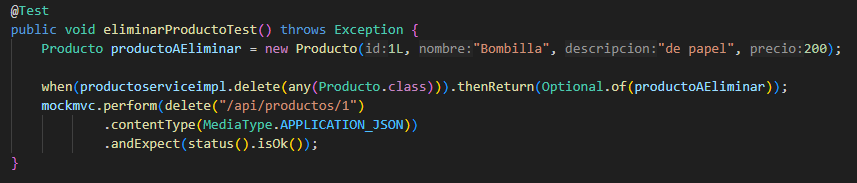 @Test
public void eliminarProductoTest() throws Exception {
    Producto productoAEliminar = new Producto(id:1L, nombre:"Bombilla", descripcion:"de papel", precio:200);
    when(productoserviceimpl.delete(any(Producto.class))).thenReturn(Optional.of(productoAEliminar));
    mockmvc.perform(delete("/api/productos/1")
            .contentType(MediaType.APPLICATION_JSON))
            .andExpect(status().isOk());
}